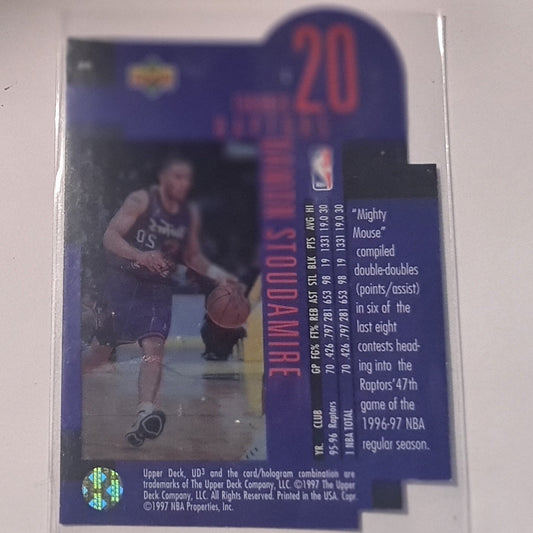 20
TORONTO
RAPTORS
DAMON STOUDAMIRE
YR. CLUB GP FG% FT% REB AST STL BLK PTS AVG HI
95-96 Raptors 70 .426 .797 281 653 98 19 1331 19.0 30
1 NBA TOTAL 70 .426 .797 281 653 98 19 1331 19.0 30
"Mighty
Mouse"
compiled
double-doubles
(points/assist)
in six of the
last eight
contests head-
ing into the
Raptors' 47th
game of the
1996-97 NBA
regular season.
Upper Deck, UD³ and the card/hologram combination are
trademarks of The Upper Deck Company, LLC. ©1997 The Upper
Deck Company, LLC. All Rights Reserved. Printed in the USA. Copr.
©1997 NBA Properties, Inc.